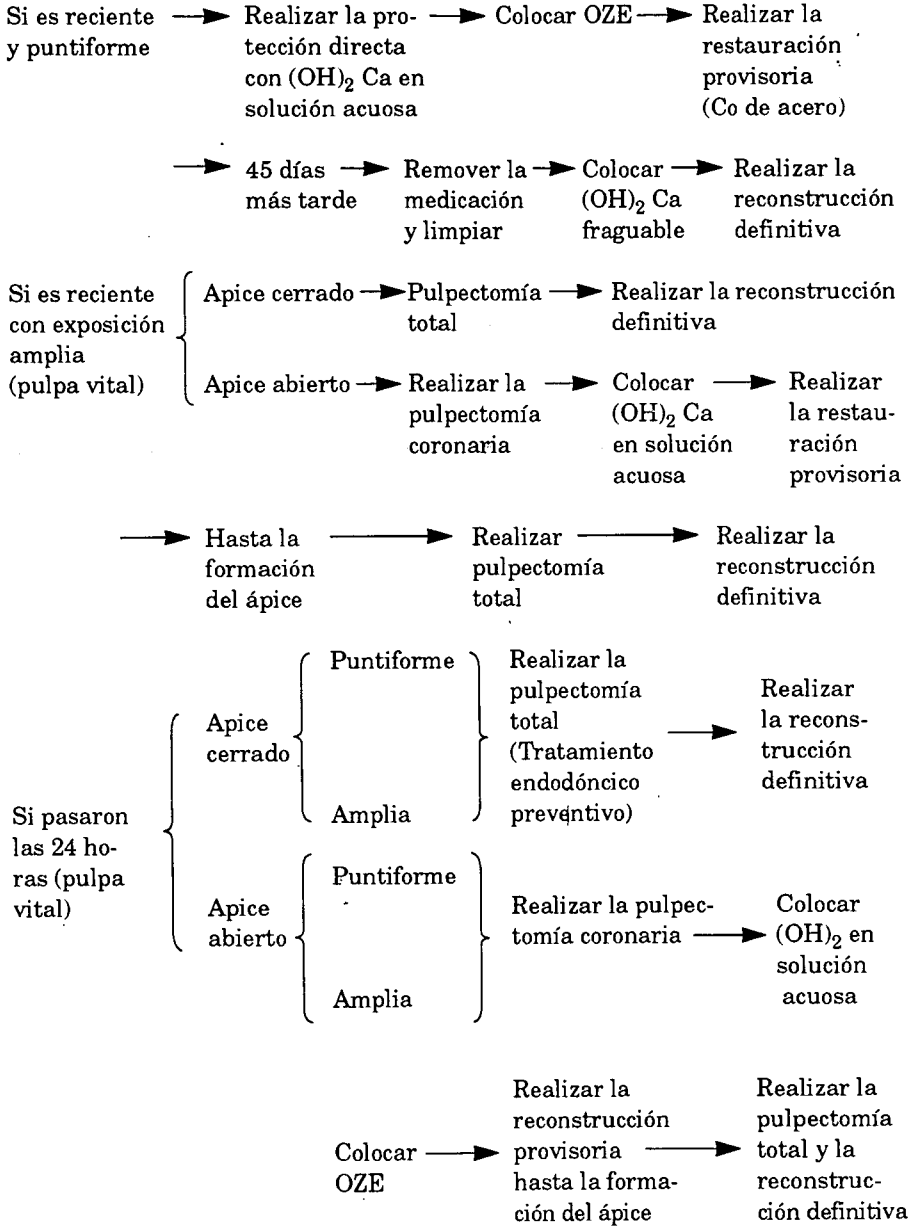 Si es reciente
y puntiforme
Realizar la pro-
tección directa
con (OH)₂ Ca en
solución acuosa
Colocar OZE
Realizar la
restauración
provisoria
(Co de acero)
45 días
más tarde
Remover la
medicación
y limpiar
Colocar
(OH)₂ Ca
fraguable
Realizar la
reconstrucción
definitiva
Si es reciente
con exposición
amplia
(pulpa vital)
Apice cerrado
Pulpectomía
total
Realizar la reconstrucción
definitiva
Apice abierto
Realizar la
pulpectomía
coronaria
Colocar
(OH)₂ Ca
en solución
acuosa
Realizar
la restau-
ración
provisoria
Hasta la
formación
del ápice
Realizar
pulpectomía
total
Realizar la
reconstrucción
definitiva
Si pasaron
las 24 ho-
ras (pulpa
vital)
Apice
cerrado
Puntiforme
Amplia
Realizar la
pulpectomía
total
(Tratamiento
endodóncico
preventivo)
Realizar
la recons-
trucción
definitiva
Apice
abierto
Puntiforme
Amplia
Realizar la pulpec-
tomía coronaria
Colocar
(OH)₂ en
solución
acuosa
Colocar
OZE
Realizar la
reconstrucción
provisoria
hasta la forma-
ción del ápice
Realizar la
pulpectomía
total y la
reconstruc-
ción definitiva